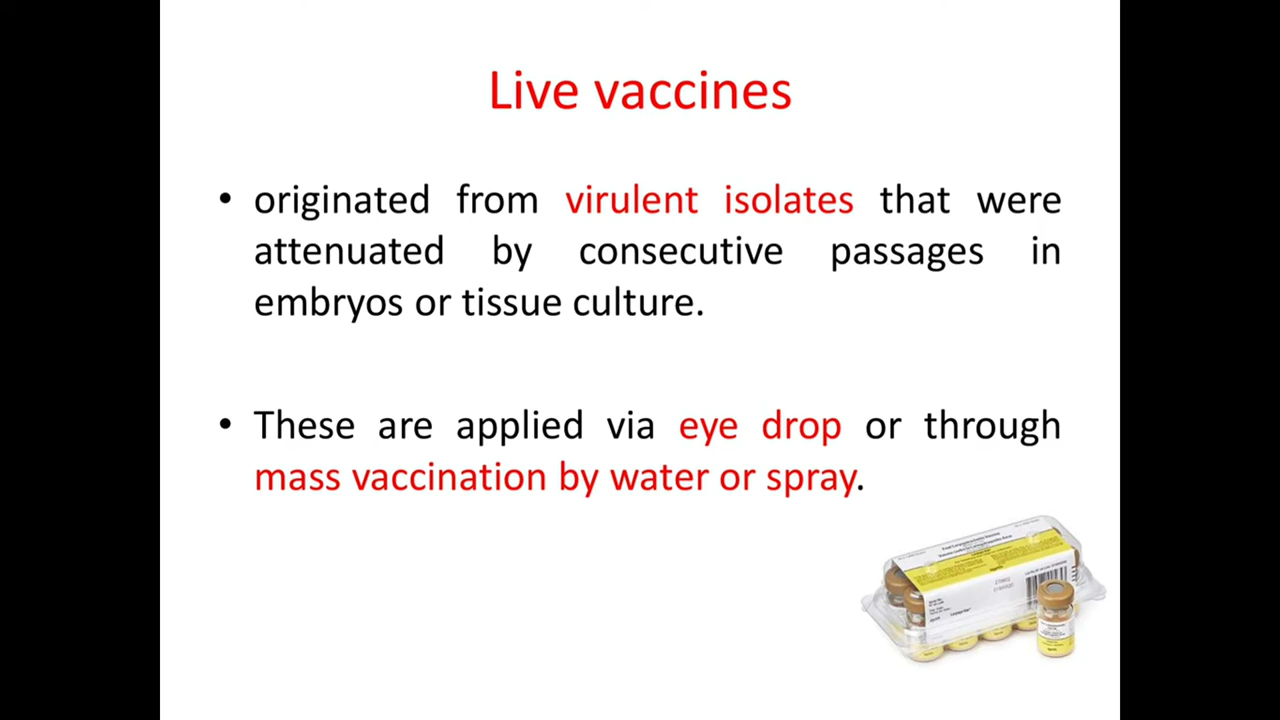 Live vaccines
• originated from virulent isolates that were
attenuated by consecutive passages in
embryos or tissue culture.
• These are applied via eye drop or through
mass vaccination by water or spray.